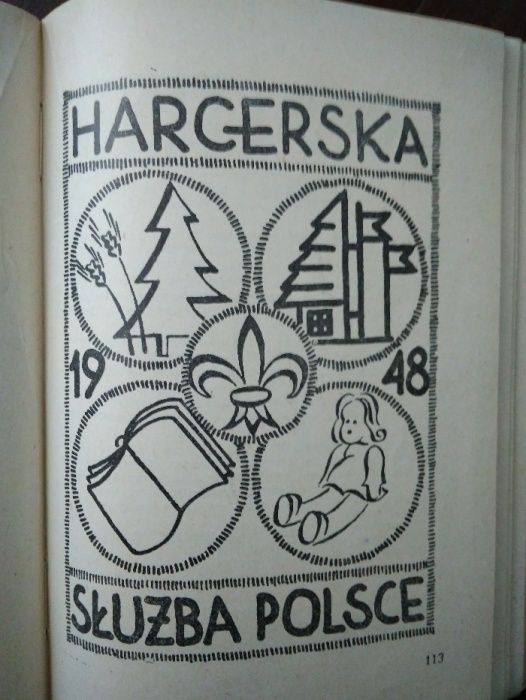 HARCERSKA
19 48
SŁUŻBA POLSCE
113